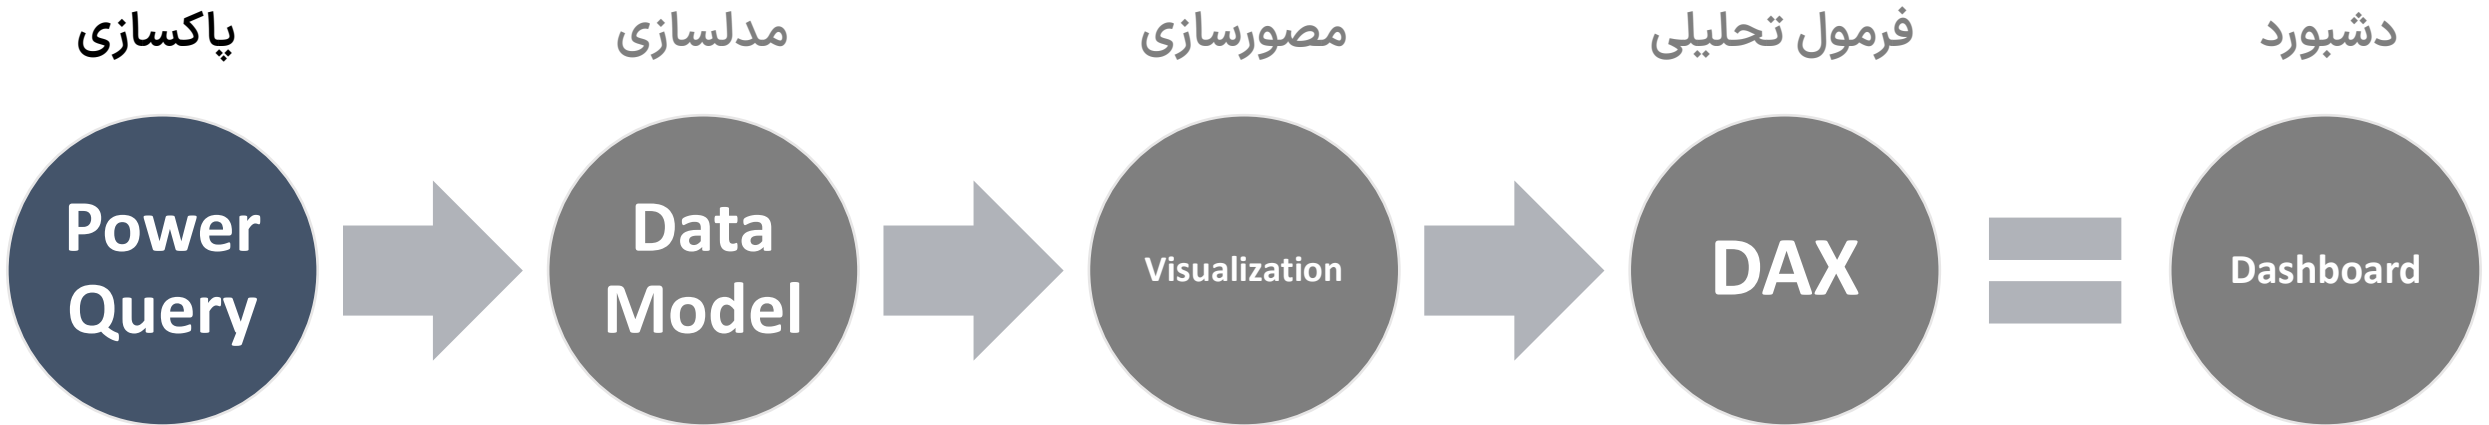 پاکسازی
مدلسازی
مصورسازی
فرمول تحلیلی
دشبورد
Power
Query
Data
Model
Visualization
DAX
Dashboard